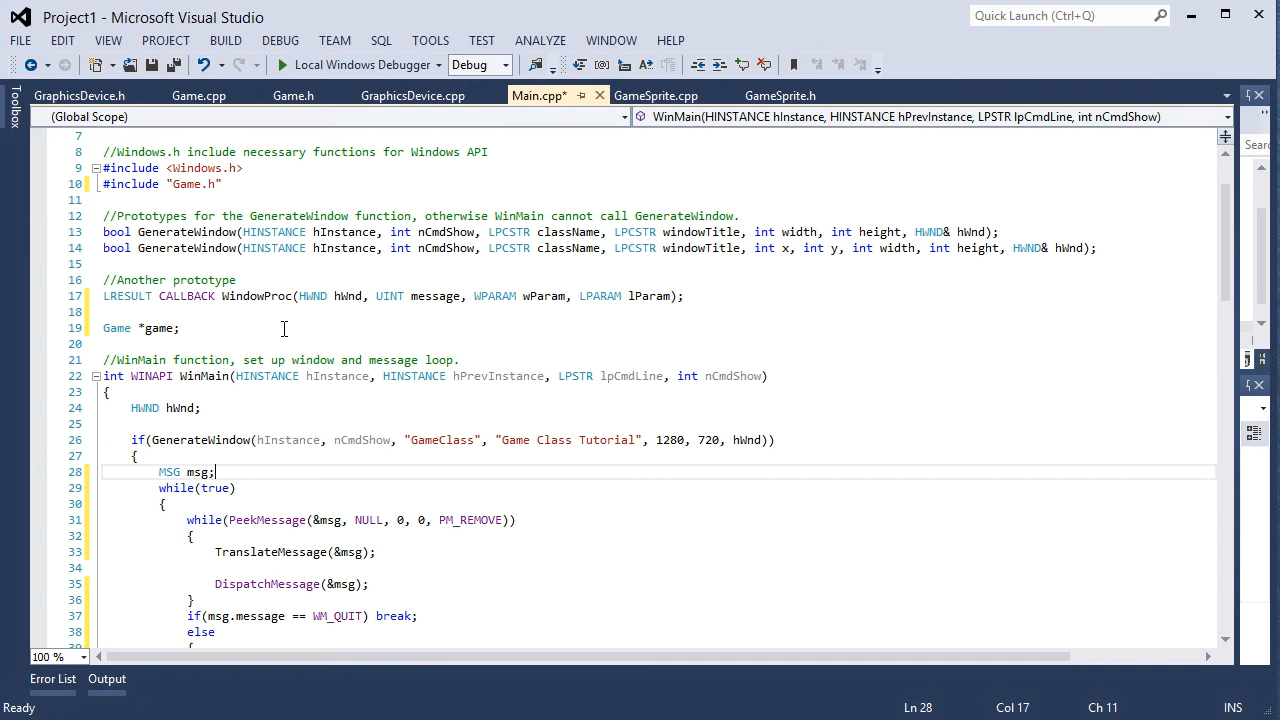 Project1 - Microsoft Visual Studio
Quick Launch (Ctrl+Q)
FILE EDIT VIEW PROJECT BUILD DEBUG TEAM SQL TOOLS TEST ANALYZE WINDOW HELP
Local Windows Debugger Debug
Toolbox
GraphicsDevice.h Game.cpp Game.h GraphicsDevice.cpp Main.cpp* GameSprite.cpp GameSprite.h
(Global Scope) WinMain(HINSTANCE hInstance, HINSTANCE hPrevInstance, LPSTR lpCmdLine, int nCmdShow)
7
8 //Windows.h include necessary functions for Windows API
9 #include <Windows.h>
10 #include "Game.h"
11
12 //Prototypes for the GenerateWindow function, otherwise WinMain cannot call GenerateWindow.
13 bool GenerateWindow(HINSTANCE hInstance, int nCmdShow, LPCSTR className, LPCSTR windowTitle, int width, int height, HWND& hWnd);
14 bool GenerateWindow(HINSTANCE hInstance, int nCmdShow, LPCSTR className, LPCSTR windowTitle, int x, int y, int width, int height, HWND& hWnd);
15
16 //Another prototype
17 LRESULT CALLBACK WindowProc(HWND hWnd, UINT message, WPARAM wParam, LPARAM lParam);
18
19 Game *game;
20
21 //WinMain function, set up window and message loop.
22 int WINAPI WinMain(HINSTANCE hInstance, HINSTANCE hPrevInstance, LPSTR lpCmdLine, int nCmdShow)
23 {
24 HWND hWnd;
25
26 if(GenerateWindow(hInstance, nCmdShow, "GameClass", "Game Class Tutorial", 1280, 720, hWnd))
27 {
28 MSG msg;
29 while(true)
30 {
31 while(PeekMessage(&msg, NULL, 0, 0, PM_REMOVE))
32 {
33 TranslateMessage(&msg);
34
35 DispatchMessage(&msg);
36 }
37 if(msg.message == WM_QUIT) break;
38 else
{
100 %
Error List Output
Ready Ln 28 Col 17 Ch 11 INS